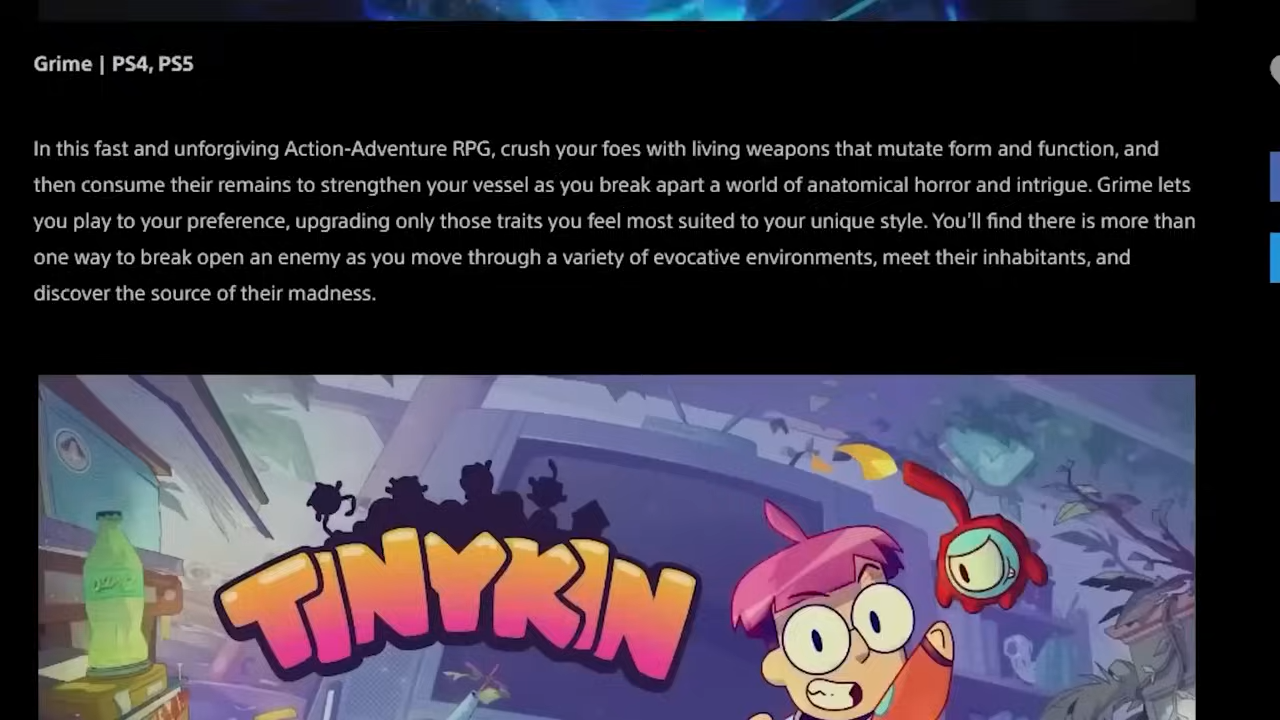 Grime | PS4, PS5
In this fast and unforgiving Action-Adventure RPG, crush your foes with living weapons that mutate form and function, and
then consume their remains to strengthen your vessel as you break apart a world of anatomical horror and intrigue. Grime lets
you play to your preference, upgrading only those traits you feel most suited to your unique style. You'll find there is more than
one way to break open an enemy as you move through a variety of evocative environments, meet their inhabitants, and
discover the source of their madness.
TINYKIN